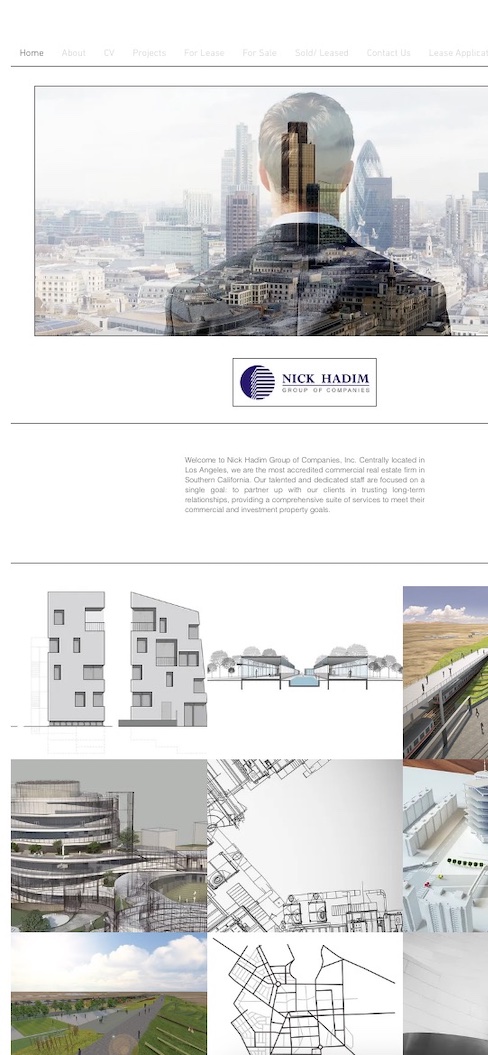 Home About CV Projects For Lease For Sale Sold/ Leased Contact Us Lease Applicat
NICK HADIM
GROUP OF COMPANIES
Welcome to Nick Hadim Group of Companies, Inc. Centrally located in
Los Angeles, we are the most accredited commercial real estate firm in
Southern California. Our talented and dedicated staff are focused on a
single goal: to partner up with our clients in trusting long-term
relationships, providing a comprehensive suite of services to meet their
commercial and investment property goals.